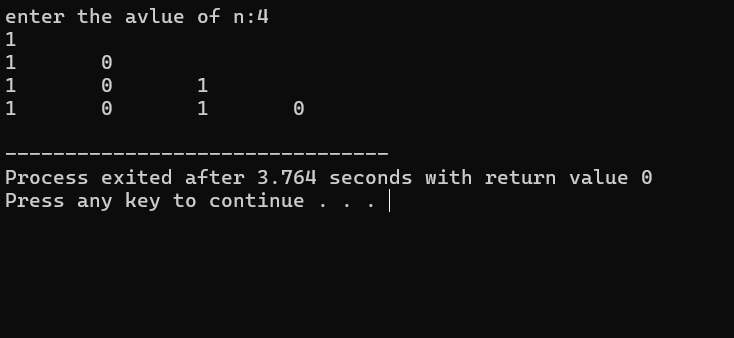 enter the avlue of n:4
1
1	0
1	0	1
1	0	1	0
--------------------------------
Process exited after 3.764 seconds with return value 0
Press any key to continue . . .